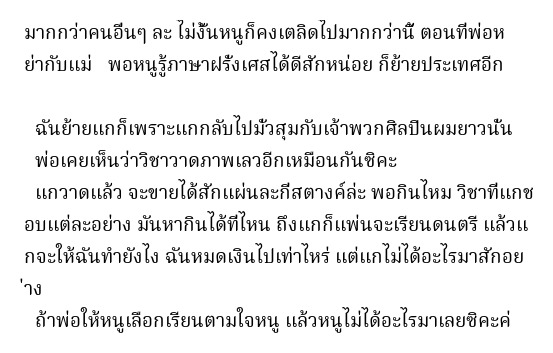 มากกว่าคนอื่นๆ ละ ไม่งั้นหนูก็คงเตลิดไปมากกว่านี้ ตอนที่พ่อห
ย่ากับแม่   พอหนูรู้ภาษาฝรั่งเศสได้ดีสักหน่อย ก็ย้ายประเทศอีก
ฉันย้ายแกก็เพราะแกกลับไปมั่วสุมกับเจ้าพวกศิลปินผมยาวนั่น
พ่อเคยเห็นว่าวิชาวาดภาพเลวอีกเหมือนกันซิคะ
แกวาดแล้ว จะขายได้สักแผ่นละกี่สตางค์ล่ะ พอกินไหม วิชาที่แกช
อบแต่ละอย่าง มันหากินได้ที่ไหน ถึงแกก็แพ่นจะเรียนดนตรี แล้วแ
กจะให้ฉันทำยังไง ฉันหมดเงินไปเท่าไหร่ แต่แกไม่ได้อะไรมาสักอย
่าง
ถ้าพ่อให้หนูเลือกเรียนตามใจหนู แล้วหนูไม่ได้อะไรมาเลยซิคะค่